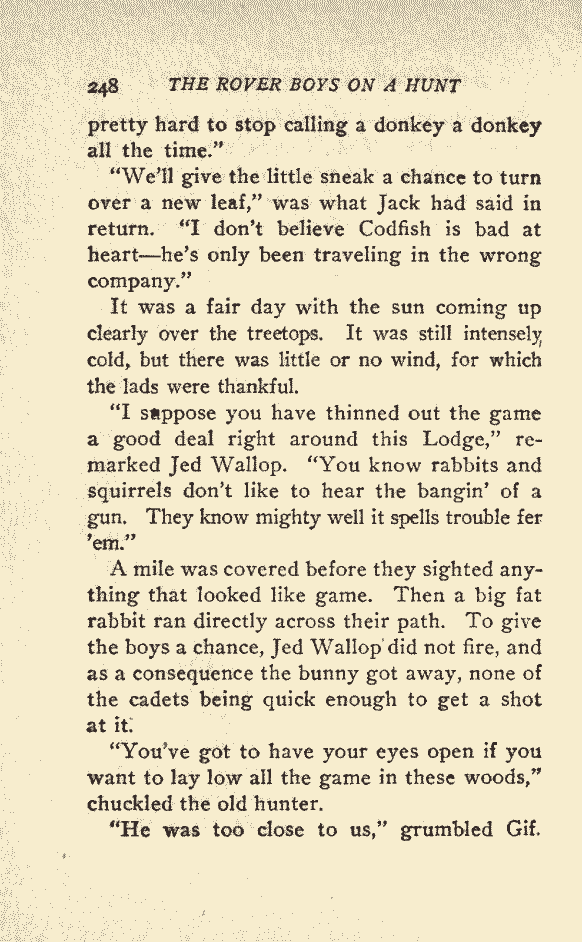 248 THE ROVER BOYS ON A HUNT
pretty hard to stop calling a donkey a donkey
all the time.”
“We’ll give the little sneak a chance to turn
over a new leaf,” was what Jack had said in
return. “I don’t believe Codfish is bad at
heart—he’s only been traveling in the wrong
company.”
It was a fair day with the sun coming up
clearly over the treetops. It was still intensely
cold, but there was little or no wind, for which
the lads were thankful.
“I suppose you have thinned out the game
a good deal right around this Lodge,” re-
marked Jed Wallop. “You know rabbits and
squirrels don’t like to hear the bangin’ of a
gun. They know mighty well it spells trouble fer
’em.”
A mile was covered before they sighted any-
thing that looked like game. Then a big fat
rabbit ran directly across their path. To give
the boys a chance, Jed Wallop did not fire, and
as a consequence the bunny got away, none of
the cadets being quick enough to get a shot
at it.
“You’ve got to have your eyes open if you
want to lay low all the game in these woods,”
chuckled the old hunter.
“He was too close to us,” grumbled Gif.